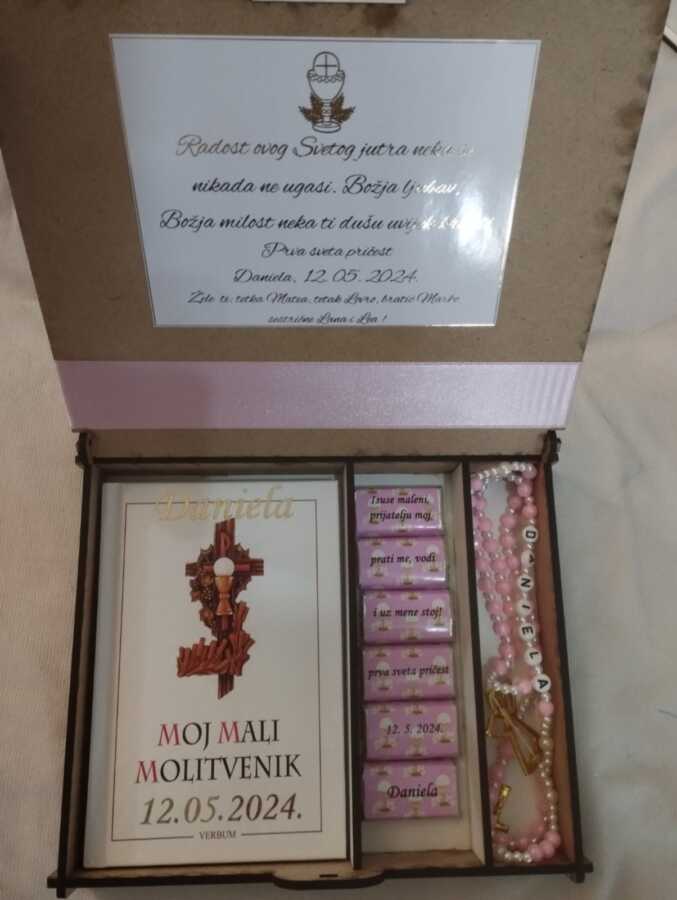 Radost ovog Svetog jutra neka
nikada ne ugasi. Božja ljubav,
Božja milost neka ti dušu uvijek
Prva sveta pričest
Daniela, 12. 05. 2024.
Žele ti: tetka Matea, tetak Lovro, bratić Marko
sestrične Lana i Lea !
Daniela
MOJ MALI
MOLITVENIK
12.05.2024.
VERBUM
Isuse maleni,
prijatelju moj,
prati me, vodi
i uz mene stoj!
prva sveta pričest
12. 5. 2024.
Daniela
DANIELA